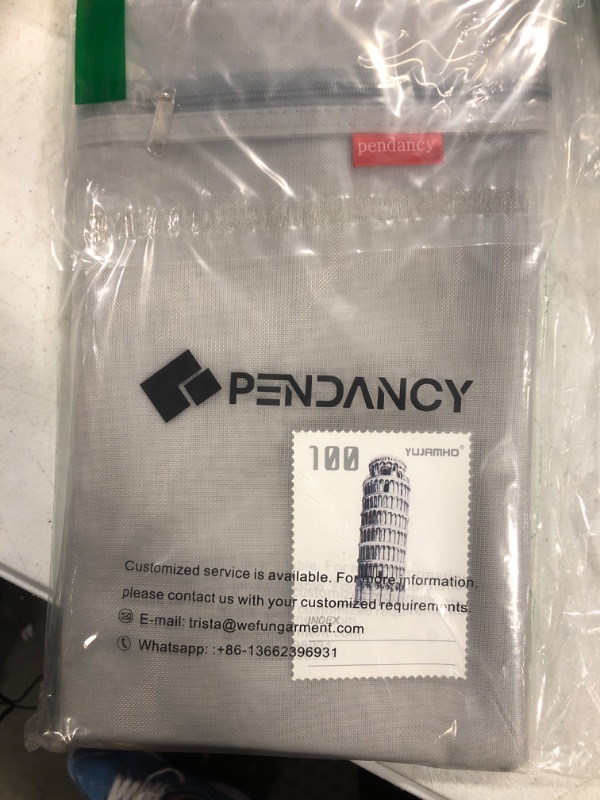 pendancy
PENDANCY
100 YUJAMHO®
Customized service is available. For more information,
please contact us with your customized requirements.
INDEX
E-mail: trista@wefungarment.com
Whatsapp: :+86-13662396931